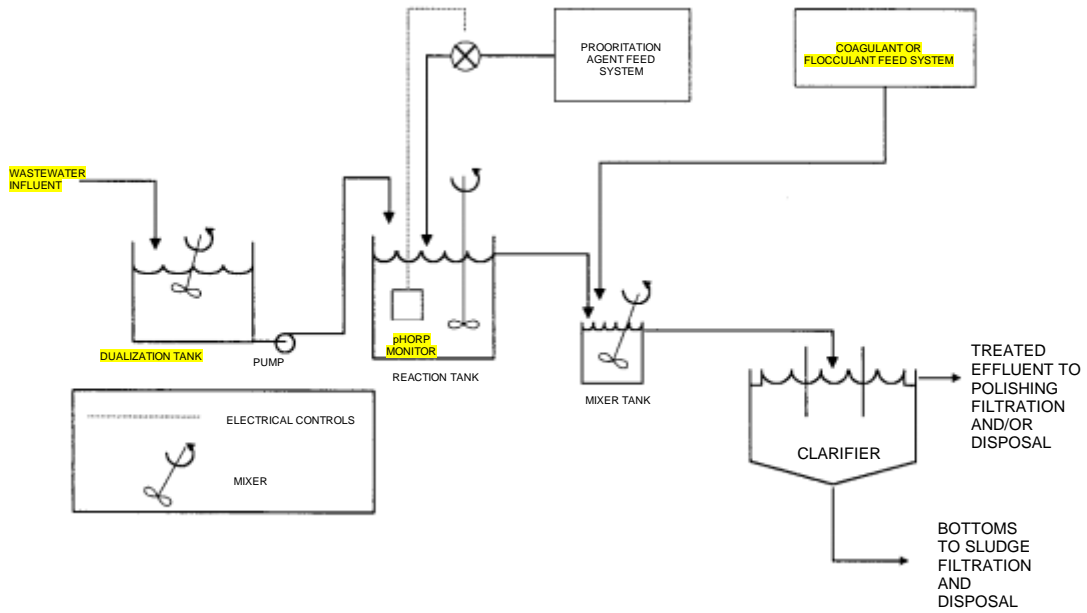 PROORITATION
AGENT FEED
SYSTEM
COAGULANT OR
FLOCCULANT FEED SYSTEM
WASTEWATER
INFLUENT
DUALIZATION TANK
PUMP
pHORP
MONITOR
REACTION TANK
MIXER TANK
ELECTRICAL CONTROLS
MIXER
CLARIFIER
TREATED
EFFLUENT TO
POLISHING
FILTRATION
AND/OR
DISPOSAL
BOTTOMS
TO SLUDGE
FILTRATION
AND
DISPOSAL